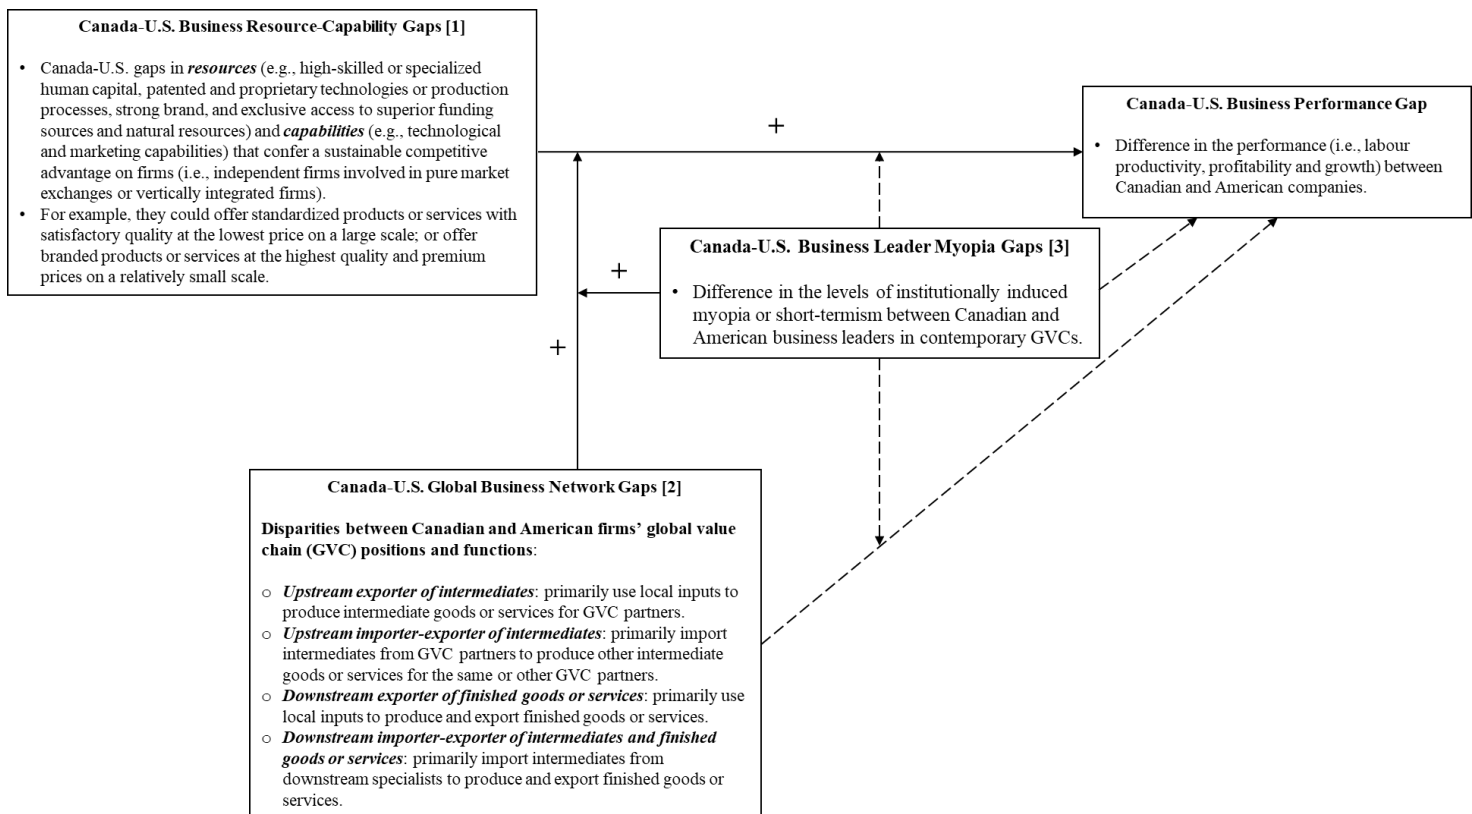 Canada-U.S. Business Resource-Capability Gaps [1]
• Canada-U.S. gaps in resources (e.g., high-skilled or specialized
human capital, patented and proprietary technologies or production
processes, strong brand, and exclusive access to superior funding
sources and natural resources) and capabilities (e.g., technological
and marketing capabilities) that confer a sustainable competitive
advantage on firms (i.e., independent firms involved in pure market
exchanges or vertically integrated firms).
• For example, they could offer standardized products or services with
satisfactory quality at the lowest price on a large scale; or offer
branded products or services at the highest quality and premium
prices on a relatively small scale.
+
Canada-U.S. Business Performance Gap
• Difference in the performance (i.e., labour
productivity, profitability and growth) between
Canadian and American companies.
Canada-U.S. Business Leader Myopia Gaps [3]
• Difference in the levels of institutionally induced
myopia or short-termism between Canadian and
American business leaders in contemporary GVCs.
+
+
Canada-U.S. Global Business Network Gaps [2]
Disparities between Canadian and American firms’ global value
chain (GVC) positions and functions:
o Upstream exporter of intermediates: primarily use local inputs to
produce intermediate goods or services for GVC partners.
o Upstream importer-exporter of intermediates: primarily import
intermediates from GVC partners to produce other intermediate
goods or services for the same or other GVC partners.
o Downstream exporter of finished goods or services: primarily use
local inputs to produce and export finished goods or services.
o Downstream importer-exporter of intermediates and finished
goods or services: primarily import intermediates from
downstream specialists to produce and export finished goods or
services.